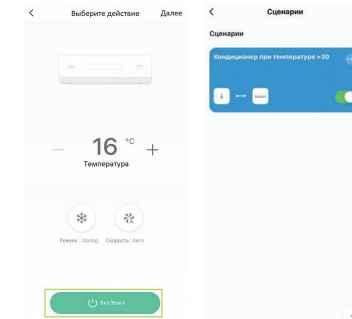 Выберите действие Далее
16 °C
Температура
Режим : Холод Скорость: Авто
Вкл/Выкл
Сценарии
Сценарии
Кондиционер при температуре >30